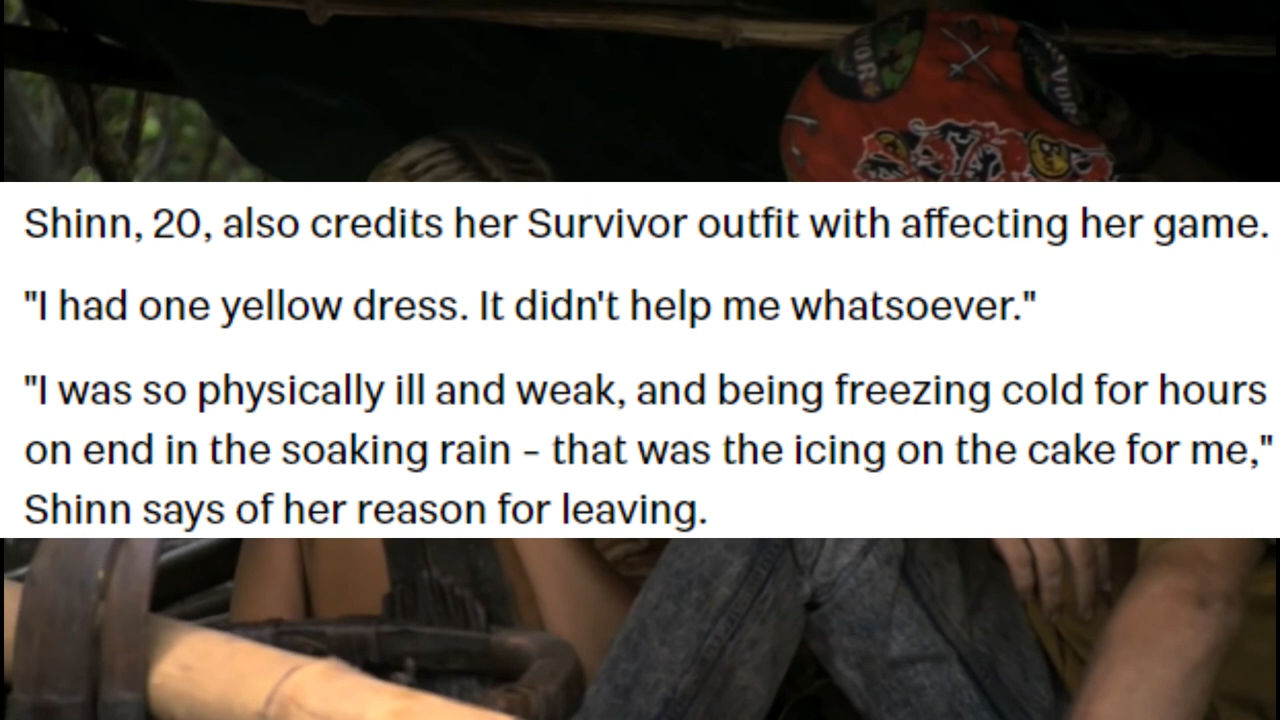 Shinn, 20, also credits her Survivor outfit with affecting her game.
"I had one yellow dress. It didn't help me whatsoever."
"I was so physically ill and weak, and being freezing cold for hours
on end in the soaking rain – that was the icing on the cake for me,"
Shinn says of her reason for leaving.